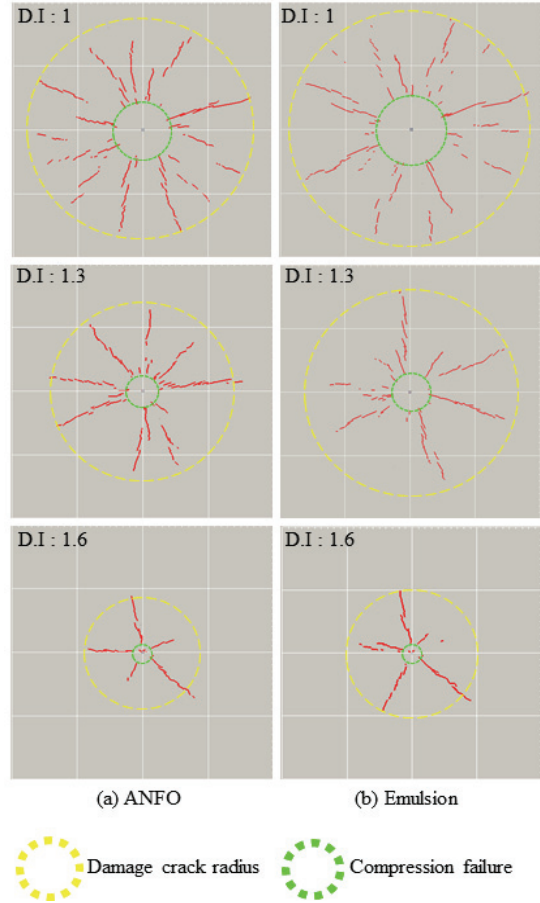 D.I : 1
D.I : 1
D.I : 1.3
D.I : 1.3
D.I : 1.6
D.I : 1.6
(a) ANFO
(b) Emulsion
Damage crack radius
Compression failure